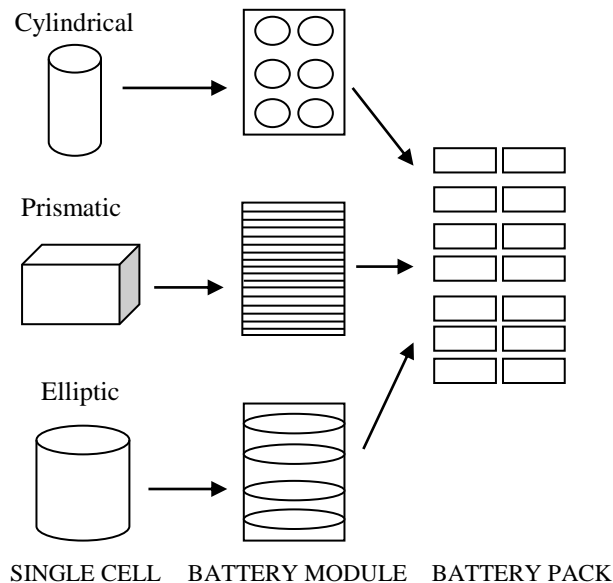 Cylindrical
Prismatic
Elliptic
SINGLE CELL BATTERY MODULE BATTERY PACK